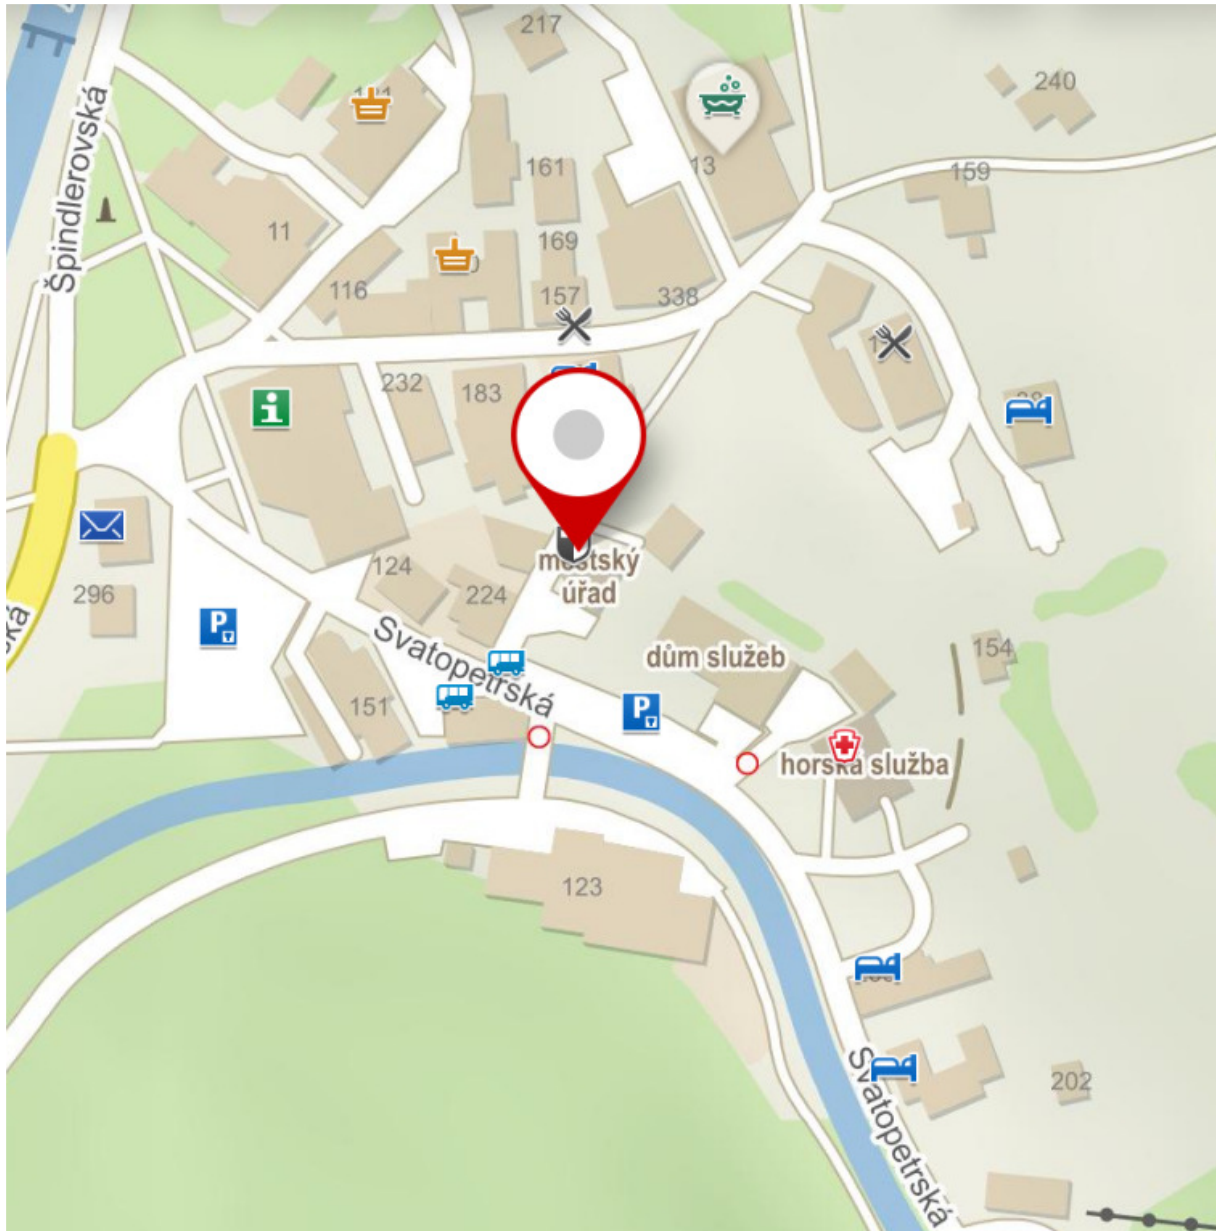 217
240
Špindlerovská
161
13
159
11
169
116
157
338
232
183
městský
úřad
124
224
296
Svatopetrská
dům služeb
154
151
horská služba
123
202
Svatopetrská
P
P
i